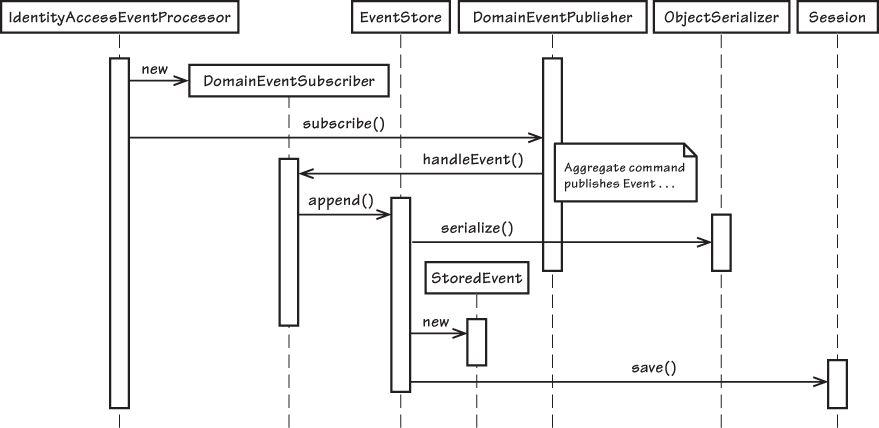 IdentityAccessEventProcessor
EventStore
DomainEventPublisher
ObjectSerializer
Session
new
DomainEventSubscriber
subscribe()
handleEvent()
Aggregate command
publishes Event . . .
append()
serialize()
StoredEvent
new
save()